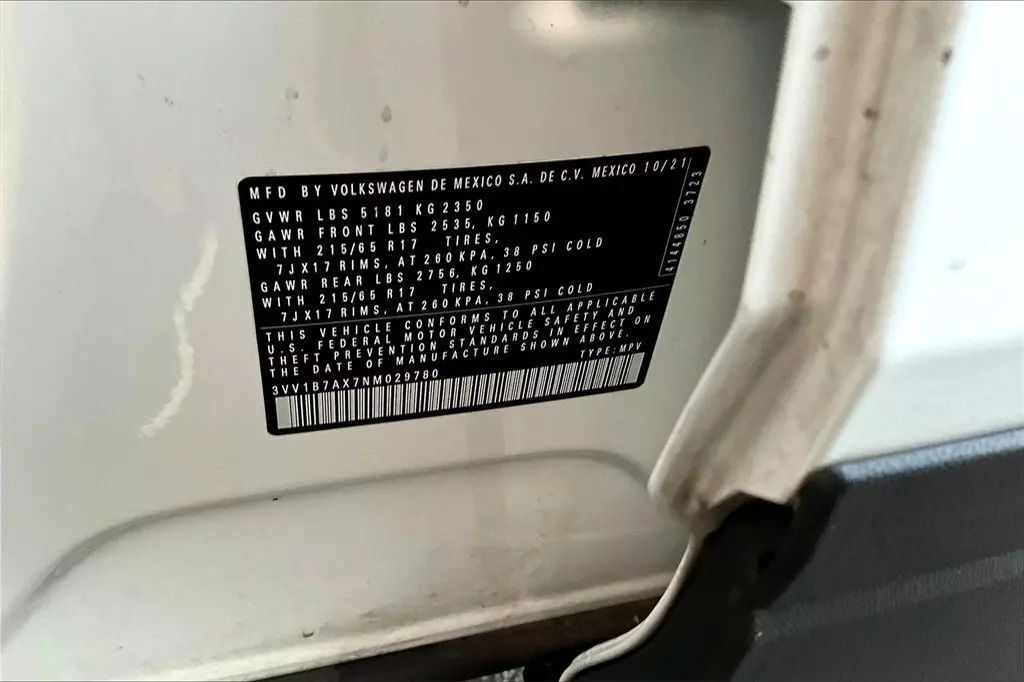 MFD BY VOLKSWAGEN DE MEXICO S.A. DE C.V. MEXICO 10/21
GVWR LBS 5181 KG 2350
GAWR FRONT LBS 2535, KG 1150
WITH 215/65 R17 TIRES,
7JX17 RIMS, AT 260 KPA, 38 PSI COLD
GAWR REAR LBS 2756, KG 1250
WITH 215/65 R17 TIRES,
7JX17 RIMS, AT 260 KPA, 38 PSI COLD
4144850 3723
THIS VEHICLE CONFORMS TO ALL APPLICABLE
U.S. FEDERAL MOTOR VEHICLE SAFETY AND
THEFT PREVENTION STANDARDS IN EFFECT ON
THE DATE OF MANUFACTURE SHOWN ABOVE.
3VV1B7AX7NM029780 TYPE: MPV